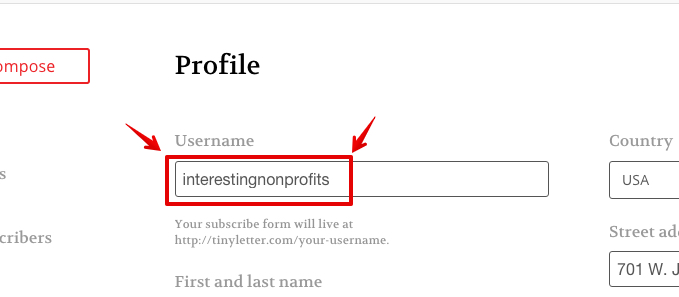 ompose
Profile
Username
Country
interestingnonprofits
USA
s
Your subscribe form will live at
http://tinyletter.com/your-username.
Street ad
cribers
701 W. J
First and last name